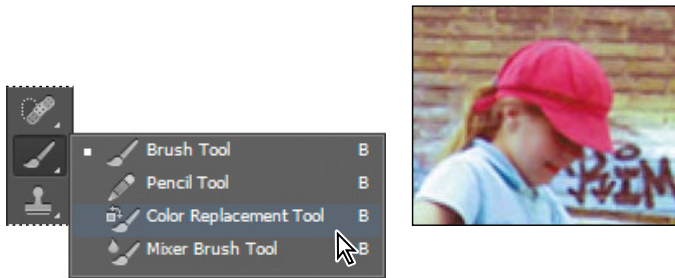 Brush Tool B
Pencil Tool B
Color Replacement Tool B
Mixer Brush Tool B